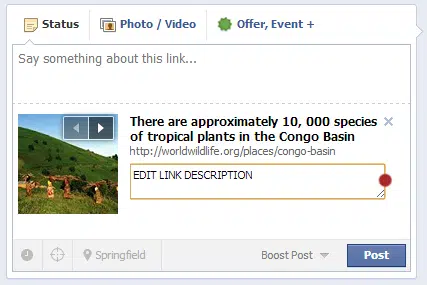 Status Photo / Video Offer, Event +
Say something about this link...
There are approximately 10, 000 species
of tropical plants in the Congo Basin
http://worldwildlife.org/places/congo-basin
EDIT LINK DESCRIPTION
Springfield Boost Post Post